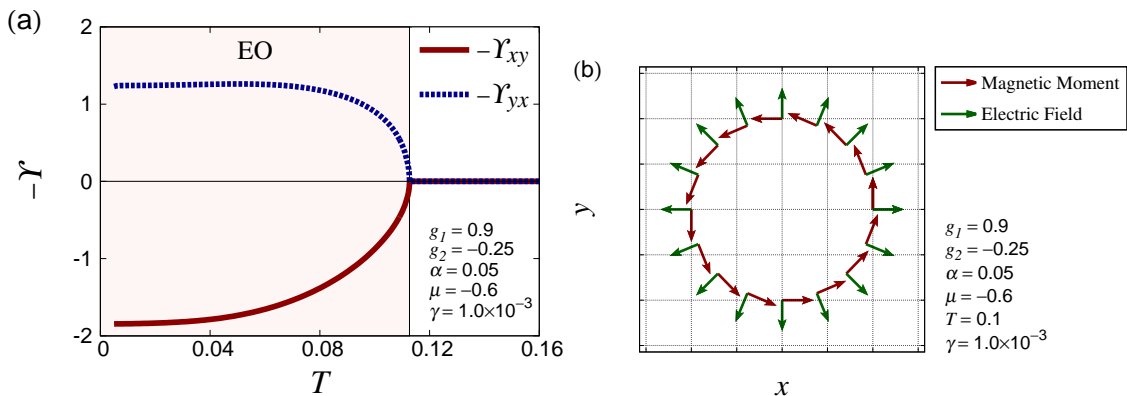 (a)
2
1
0
-1
-2
−ϒ
EO
−ϒxy
−ϒyx
g1 = 0.9
g2 = −0.25
α = 0.05
μ = −0.6
γ = 1.0×10⁻³
0 0.04 0.08 0.12 0.16
T
(b)
y
x
Magnetic Moment
Electric Field
g1 = 0.9
g2 = −0.25
α = 0.05
μ = −0.6
T = 0.1
γ = 1.0×10⁻³